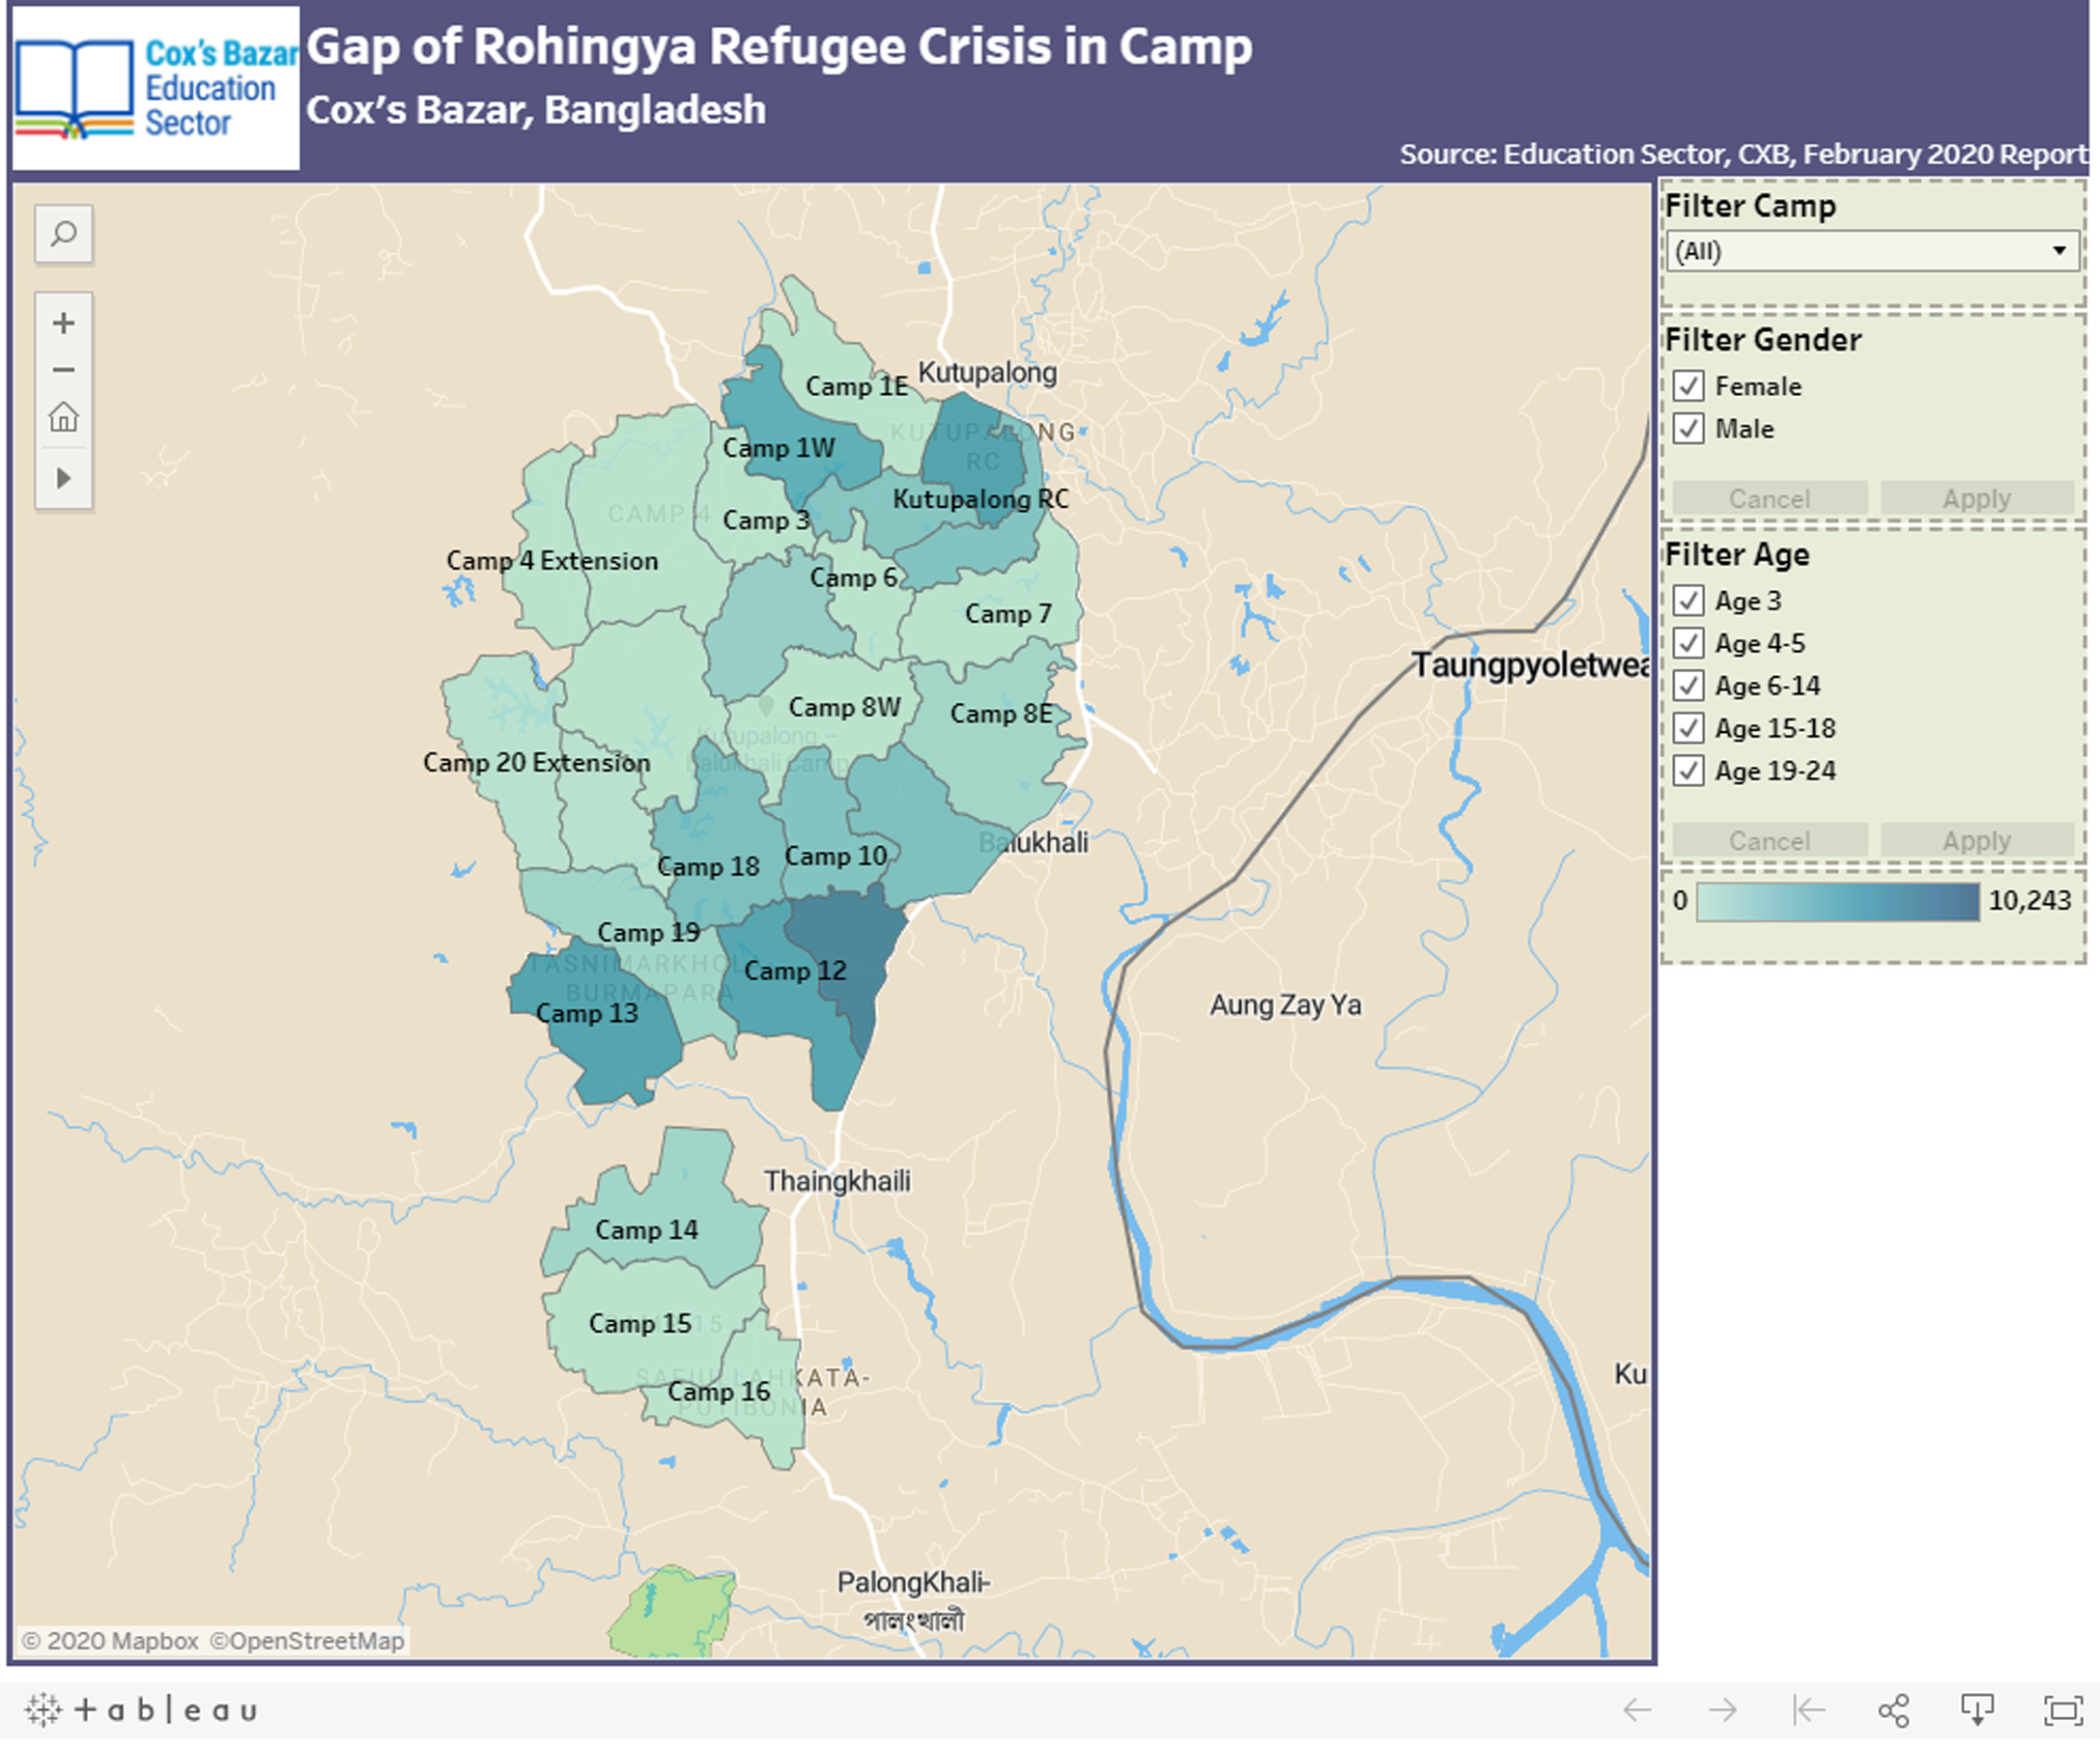 Cox's Bazar
Education
Sector
Gap of Rohingya Refugee Crisis in Camp
Cox's Bazar, Bangladesh
Source: Education Sector, CXB, February 2020 Report
Filter Camp
(All)
Filter Gender
Female
Male
Cancel Apply
Filter Age
Age 3
Age 4-5
Age 6-14
Age 15-18
Age 19-24
Cancel Apply
0 10,243
Kutupalong
Camp 1E
KUTUPALONG
RC
Camp 1W
Kutupalong RC
CAMP 4
Camp 3
Camp 4 Extension
Camp 6
Camp 7
Taungpyoletwea
Camp 8W
Camp 8E
Kutupalong –
Balukhali Camp
Camp 20 Extension
Balukhali
Camp 18
Camp 10
Camp 19
TASNIMARKHOLA
BURMAPARA
Camp 12
Camp 13
Aung Zay Ya
Thaingkhaili
Camp 14
Camp 15
15
Ku
Camp 16
PUTIBONIA
PalongKhali-
পালংখালী
© 2020 Mapbox ©OpenStreetMap
+ a b l e a u